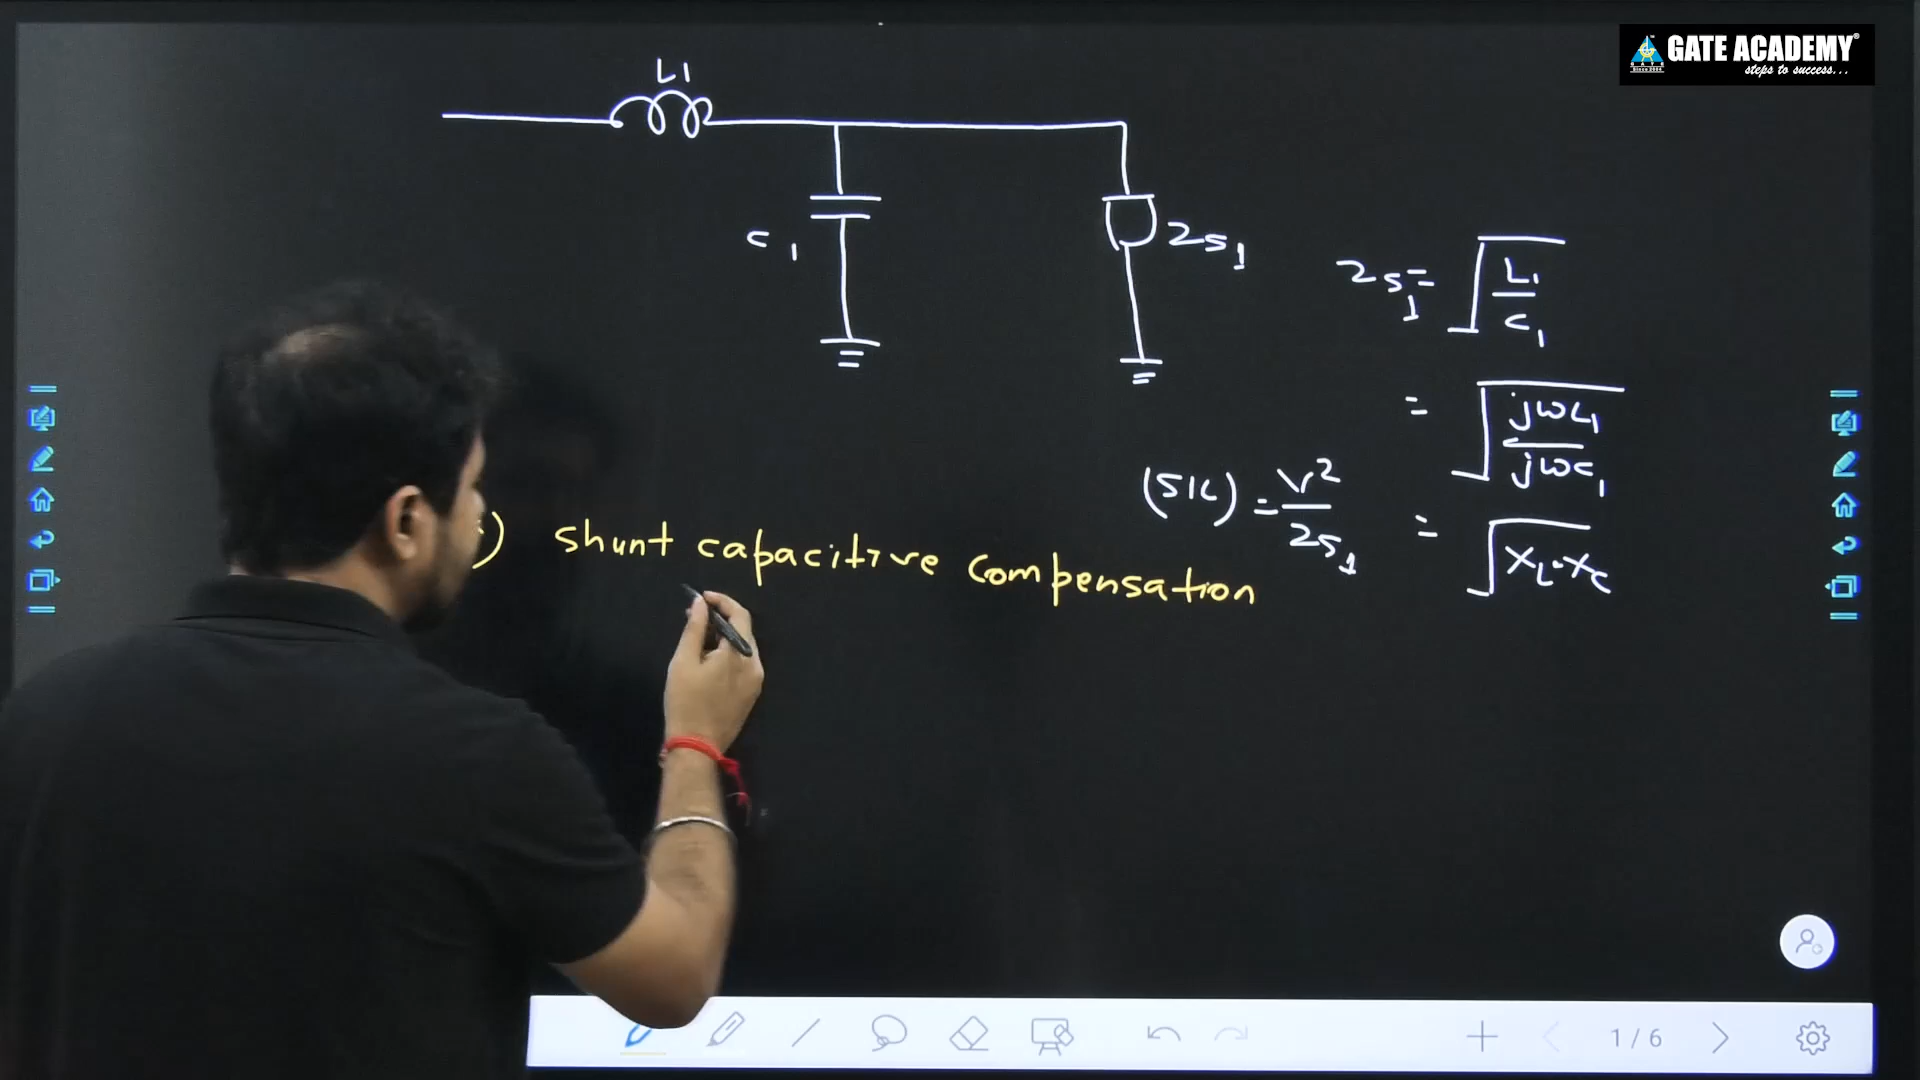 GATE ACADEMY®
steps to success...
L1
C1
ZS1
ZS1 = √L1/C1
= √jωL1/jωC1
(SIL) = V²/ZS1
= √XL.XC
) shunt capacitive compensation
1/6